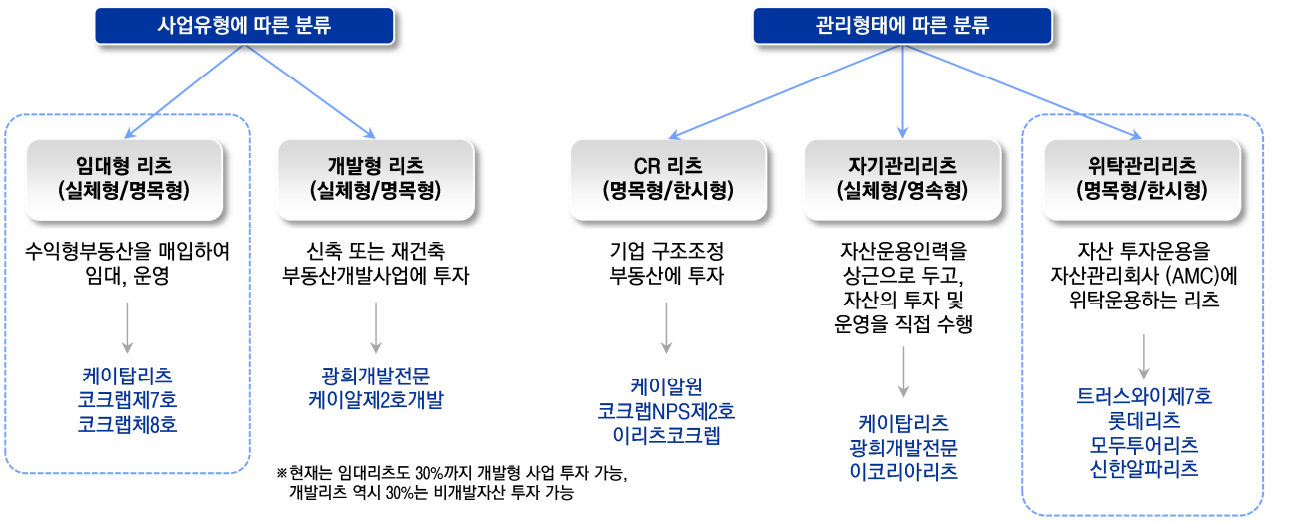 사업유형에 따른 분류
임대형 리츠
(실체형/명목형)
수익형부동산을 매입하여
임대, 운영
케이탑리츠
코크랩제7호
코크랩체8호
개발형 리츠
(실체형/명목형)
신축 또는 재건축
부동산개발사업에 투자
광희개발전문
케이알제2호개발
※현재는 임대리츠도 30%까지 개발형 사업 투자 가능,
개발리츠 역시 30%는 비개발자산 투자 가능
관리형태에 따른 분류
CR 리츠
(명목형/한시형)
기업 구조조정
부동산에 투자
케이알원
코크랩NPS제2호
이리츠코크렙
자기관리리츠
(실체형/영속형)
자산운용인력을
상근으로 두고,
자산의 투자 및
운영을 직접 수행
케이탑리츠
광희개발전문
이코리아리츠
위탁관리리츠
(명목형/한시형)
자산 투자운용을
자산관리회사 (AMC)에
위탁운용하는 리츠
트러스와이제7호
롯데리츠
모두투어리츠
신한알파리츠